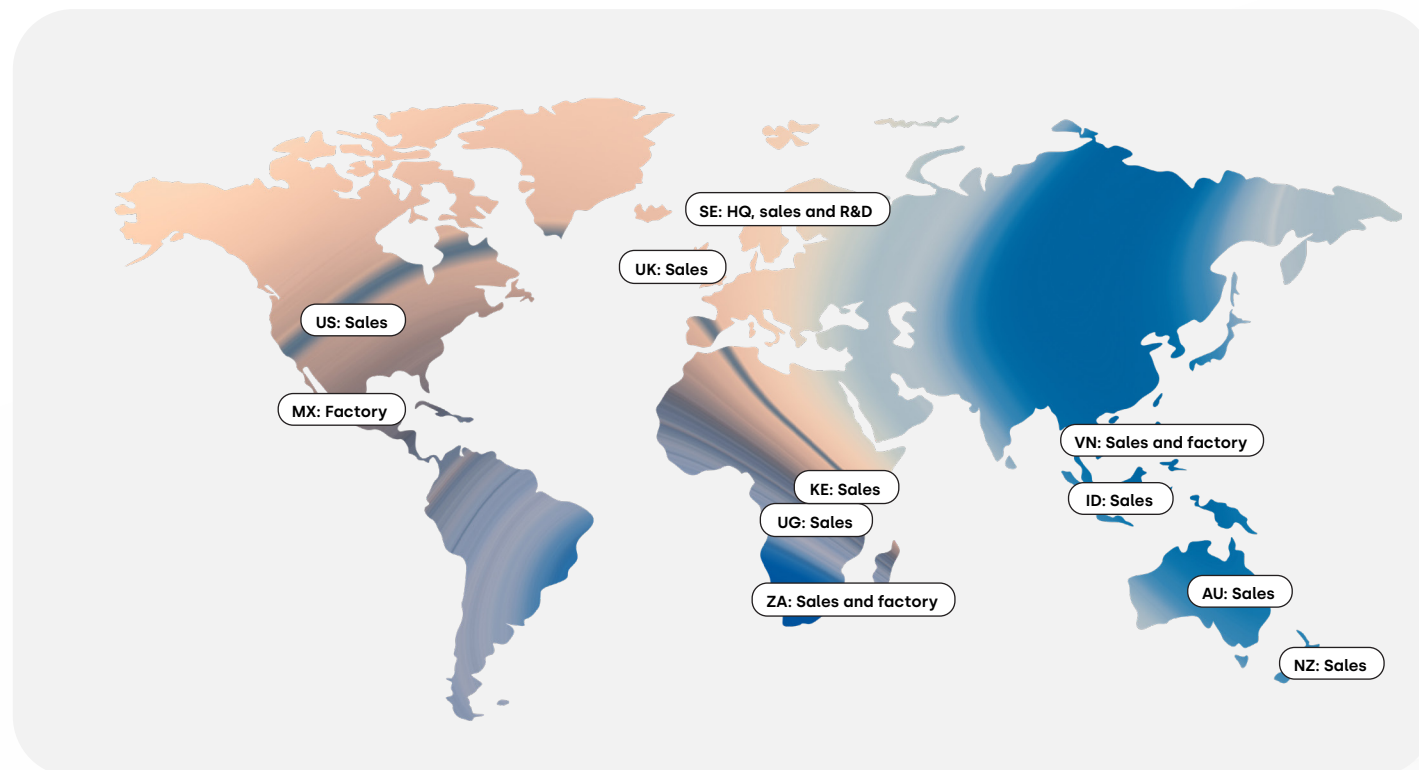 SE: HQ, sales and R&D
UK: Sales
US: Sales
MX: Factory
VN: Sales and factory
KE: Sales
ID: Sales
UG: Sales
AU: Sales
ZA: Sales and factory
NZ: Sales